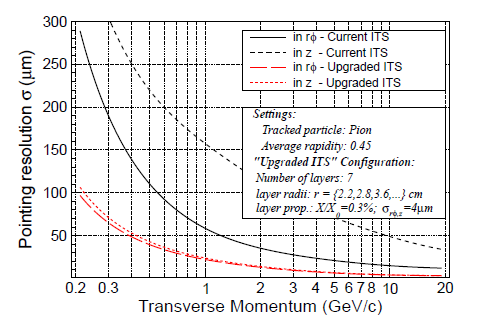 300
250
200
150
100
50
Pointing resolution σ (μm)
in rϕ - Current ITS
in z - Current ITS
in rϕ - Upgraded ITS
in z - Upgraded ITS
Settings:
Tracked particle: Pion
Average rapidity: 0.45
"Upgraded ITS" Configuration:
Number of layers: 7
layer radii: r = {2.2,2.8,3.6,...} cm
layer prop.: X/X₀=0.3%; σrϕ,z=4μm
0.2 0.3 1 2 3 4 5 6 7 8 10 20
Transverse Momentum (GeV/c)